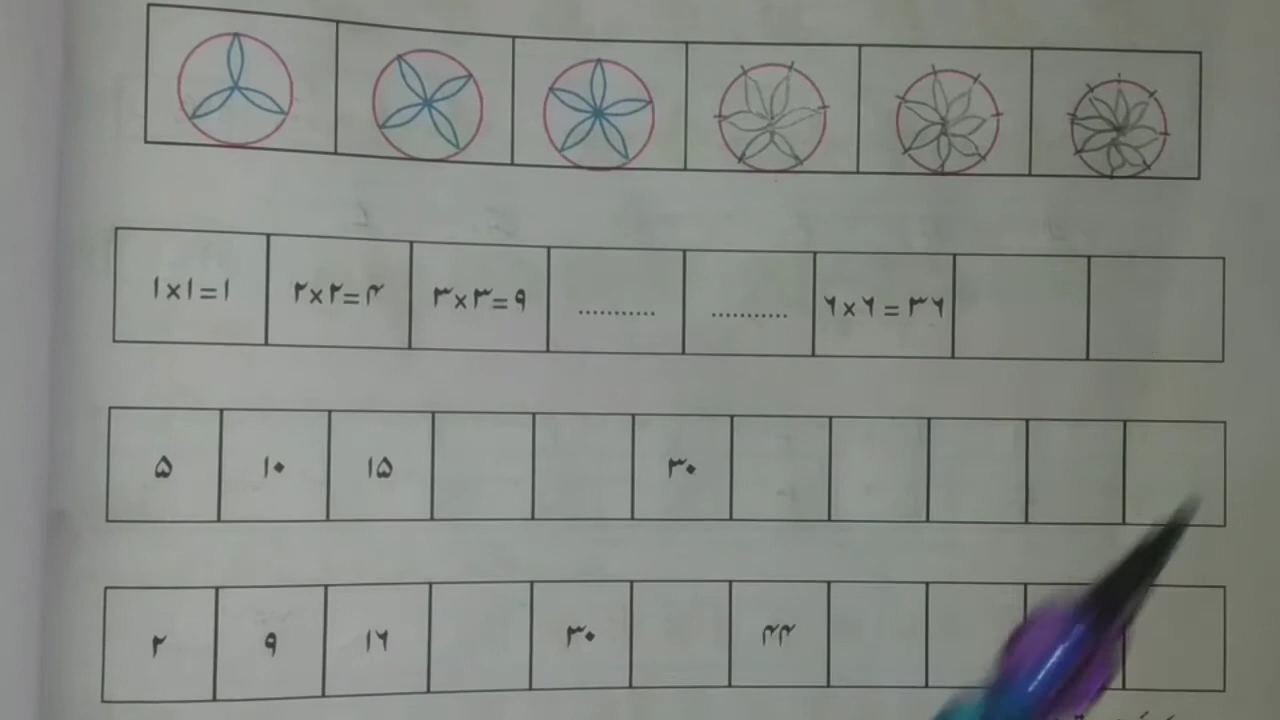 ۱×۱=۱ ۲×۲=۴ ۳×۳=۹ ........... ........... ۶×۶=۳۶
۵ ۱۰ ۱۵ ۳۰
۲ ۹ ۱۶ ۳۰ ۴۴